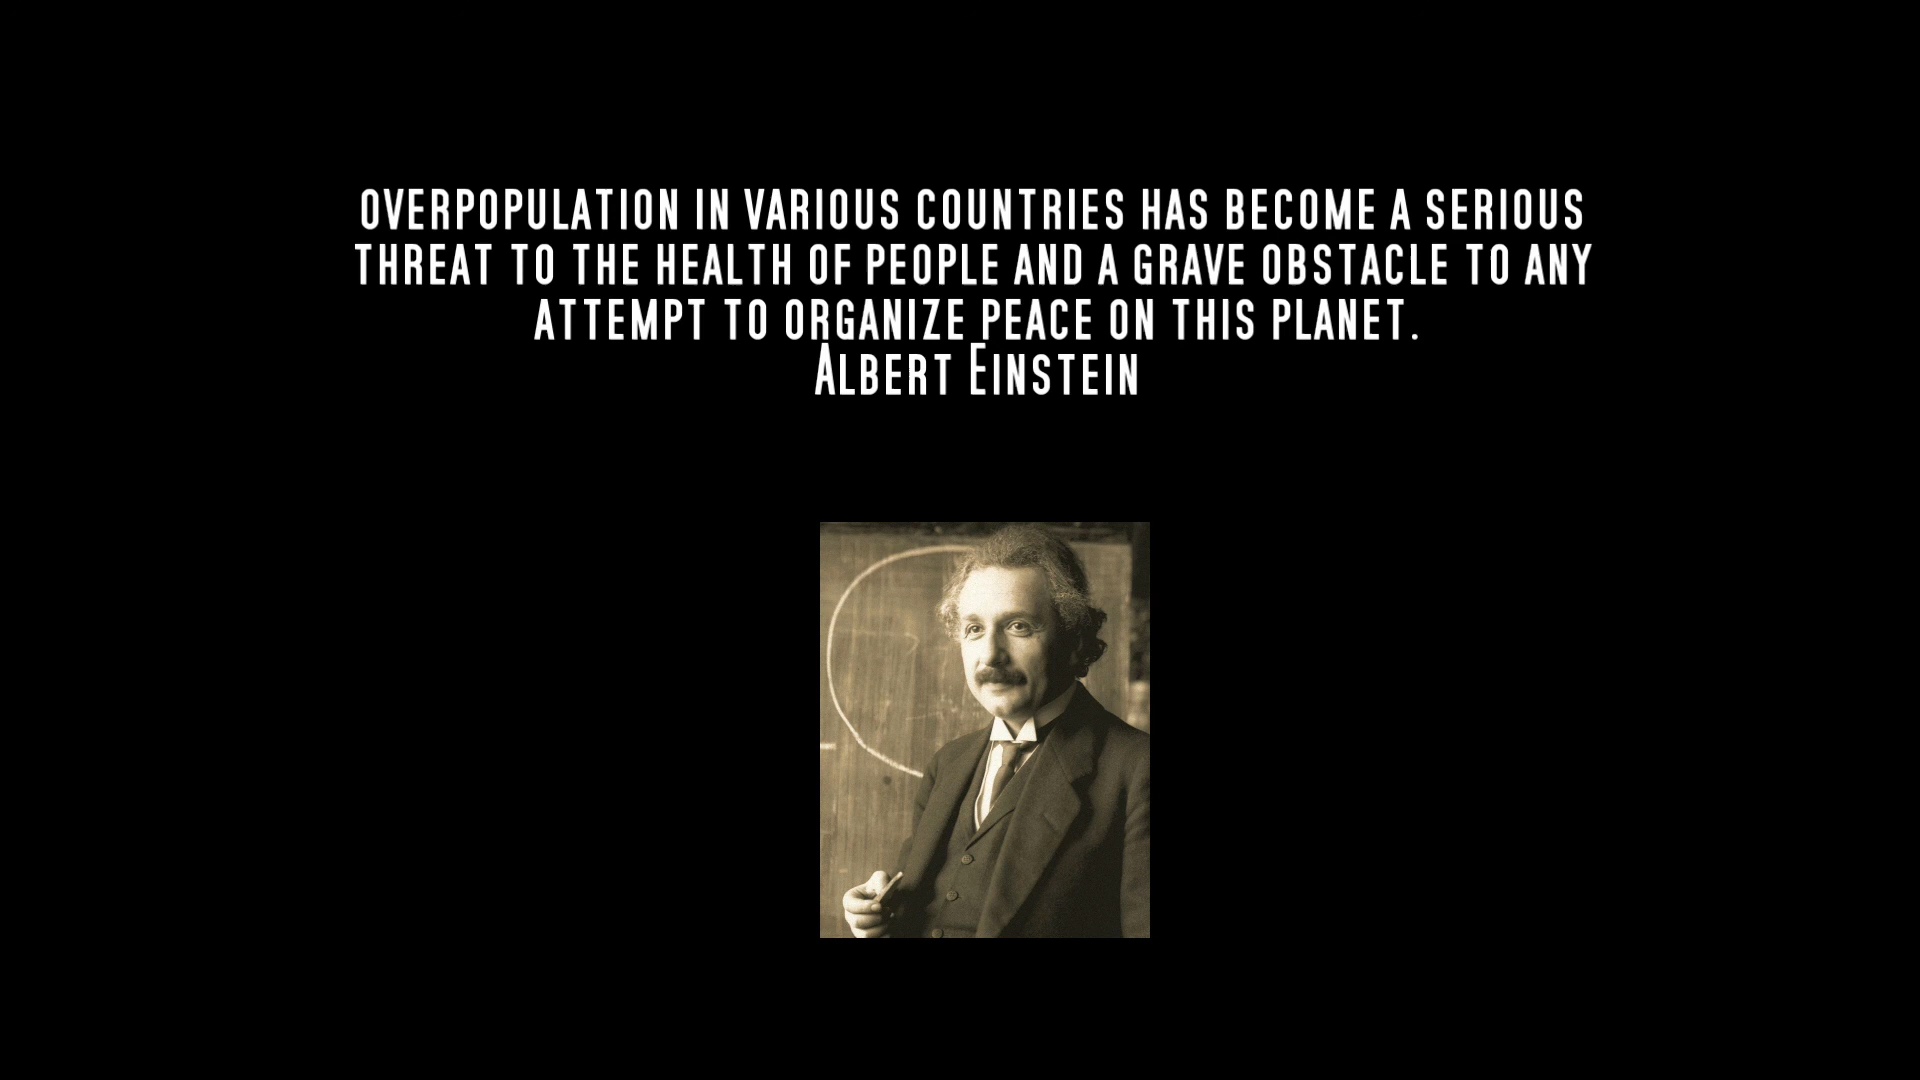 OVERPOPULATION IN VARIOUS COUNTRIES HAS BECOME A SERIOUS
THREAT TO THE HEALTH OF PEOPLE AND A GRAVE OBSTACLE TO ANY
ATTEMPT TO ORGANIZE PEACE ON THIS PLANET.
ALBERT EINSTEIN